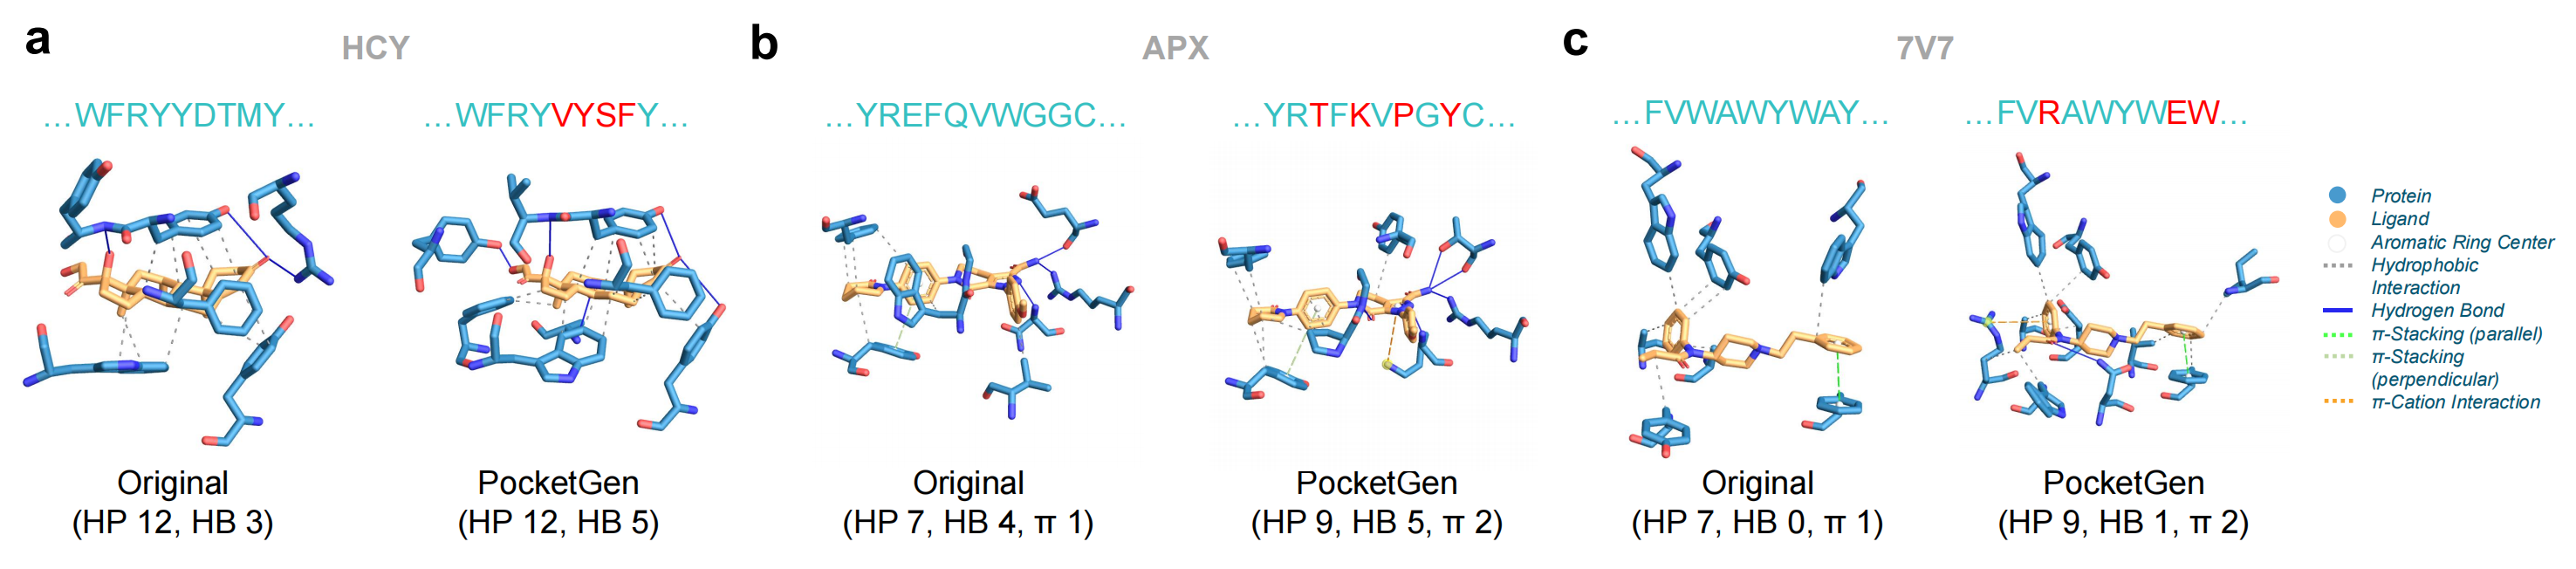 a
HCY
b
APX
c
7V7
...WFRYYDTMY...
...WFRYVYSFY...
...YREFQVWGGC...
...YRTFKVPGYC...
...FVWAWYWAY...
...FVRAWYWEW...
Protein
Ligand
Aromatic Ring Center
Hydrophobic
Interaction
Hydrogen Bond
π-Stacking (parallel)
π-Stacking
(perpendicular)
π-Cation Interaction
Original
(HP 12, HB 3)
PocketGen
(HP 12, HB 5)
Original
(HP 7, HB 4, π 1)
PocketGen
(HP 9, HB 5, π 2)
Original
(HP 7, HB 0, π 1)
PocketGen
(HP 9, HB 1, π 2)